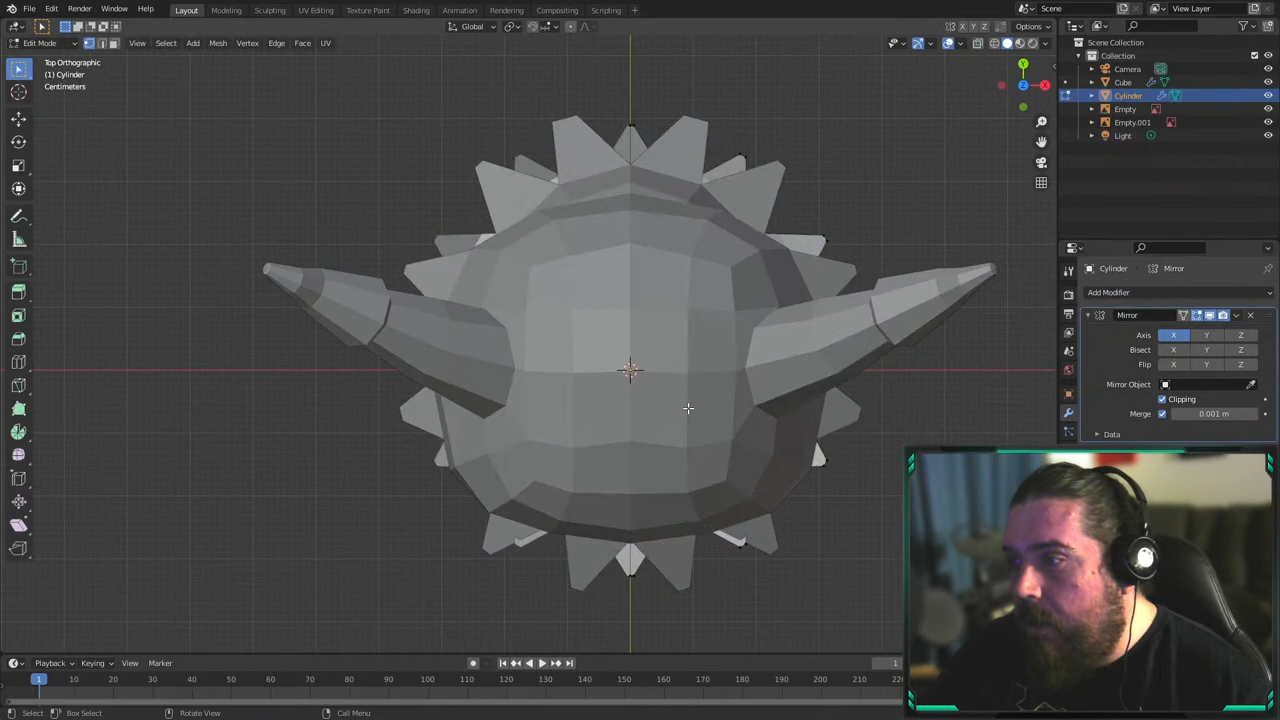 File Edit Render Window Help Layout Modeling Sculpting UV Editing Texture Paint Shading Animation Rendering Compositing Scripting Scene View Layer
Global X Y Z Options
Edit Mode View Select Add Mesh Vertex Edge Face UV
Scene Collection
Collection
Camera
Cube
Cylinder
Empty
Empty.001
Light
Top Orthographic
(1) Cylinder
Centimeters
Y
Z X
Cylinder Mirror
Add Modifier
Mirror
Axis X Y Z
Bisect X Y Z
Flip X Y Z
Mirror Object
Clipping
Merge 0.001 m
Data
Playback Keying View Marker 1
1 10 20 30 40 50 60 70 80 90 100 110 120 130 140 150 160 170 180 190 200 210 220
Select Box Select Rotate View Call Menu